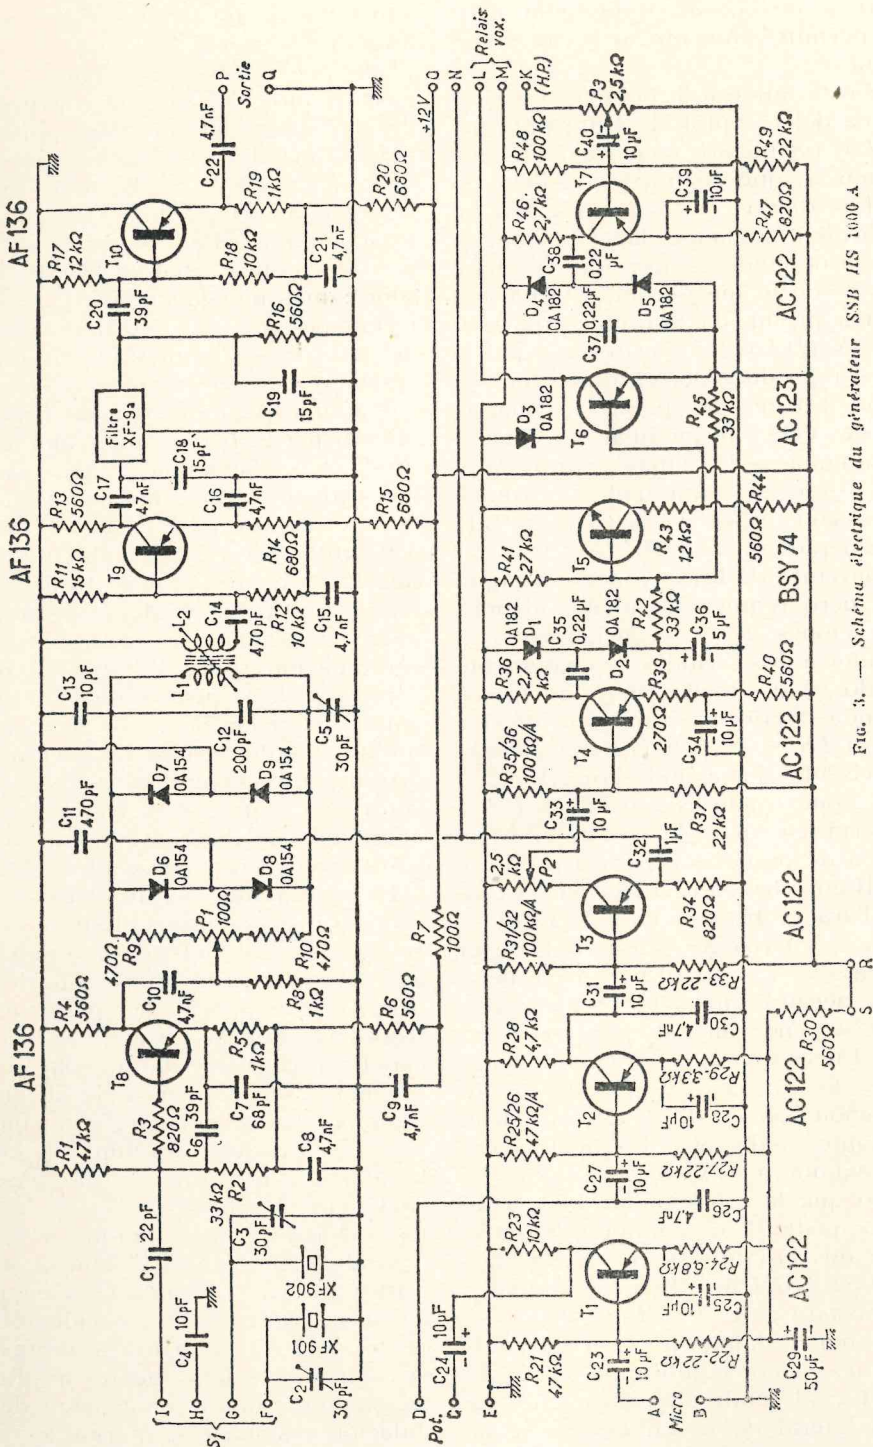 AF136
AF136
AF136
R1
47kΩ
R4
560Ω
R11
15kΩ
R13
560Ω
R17
12kΩ
C13
10pF
C11
470pF
C1
22pF
R3
820Ω
T8
470Ω
R9
C10
4,7nF
P1
100Ω
D6
OA154
D7
OA154
D8
OA154
D9
OA154
R10
470Ω
R8
1kΩ
L1
L2
C12
200pF
C5
30pF
C14
470pF
T9
R12
10kΩ
C15
4,7nF
C17
47nF
C18
15pF
C16
4,7nF
R14
680Ω
R15
680Ω
Filtre
XF-9a
C19
15pF
R16
560Ω
C20
39pF
T10
R18
10kΩ
C21
4,7nF
R19
1kΩ
R20
680Ω
C22
4,7nF
P
Sortie
Q
I
H
G
F
S1
C4
10pF
C2
30pF
XF901
XF902
C3
30pF
33kΩ
R2
C6
39pF
C7
68pF
C8
4,7nF
R5
1kΩ
R6
560Ω
C9
4,7nF
R7
100Ω
+12V
O
N
L
M
Relais
vox.
K
(H.P.)
D
Pot.
C
E
C24
10µF
R21
47kΩ
C23
10µF
A
Micro
B
T1
R23
10kΩ
R22.22kΩ
C25
10µF
R24-6,8kΩ
C29
50µF
AC122
C26
4,7nF
C27
10µF
R25/26
47kΩ/A
R27.22kΩ
T2
R28
4,7kΩ
C28
10µF
R29-3,3kΩ
AC122
R30
560Ω
S
R
C30
4,7nF
C31
10µF
R31/32
100kΩ/A
R33.22kΩ
T3
2,5
kΩ
P2
C32
1µF
R34
820Ω
AC122
C33
10µF
R35/36
100kΩ/A
R37
22kΩ
T4
R36
2,7
kΩ
C34
10µF
R39
270Ω
R40
560Ω
AC122
D1
OA182
C35
0,22µF
D2
OA182
R42
33kΩ
C36
5µF
R41
27kΩ
T5
R43
1,2kΩ
R44
560Ω
BSY74
D3
OA182
T6
R45
33kΩ
AC123
C37
0,22µF
D4
OA182
D5
OA182
C38
0,22
µF
R46.
2,7kΩ
T7
C39
10µF
R47
820Ω
AC122
R48
100kΩ
C40
10µF
R49
22kΩ
P3
2,5kΩ
FIG. 3. — Schéma électrique du générateur SSB HS 1000 A